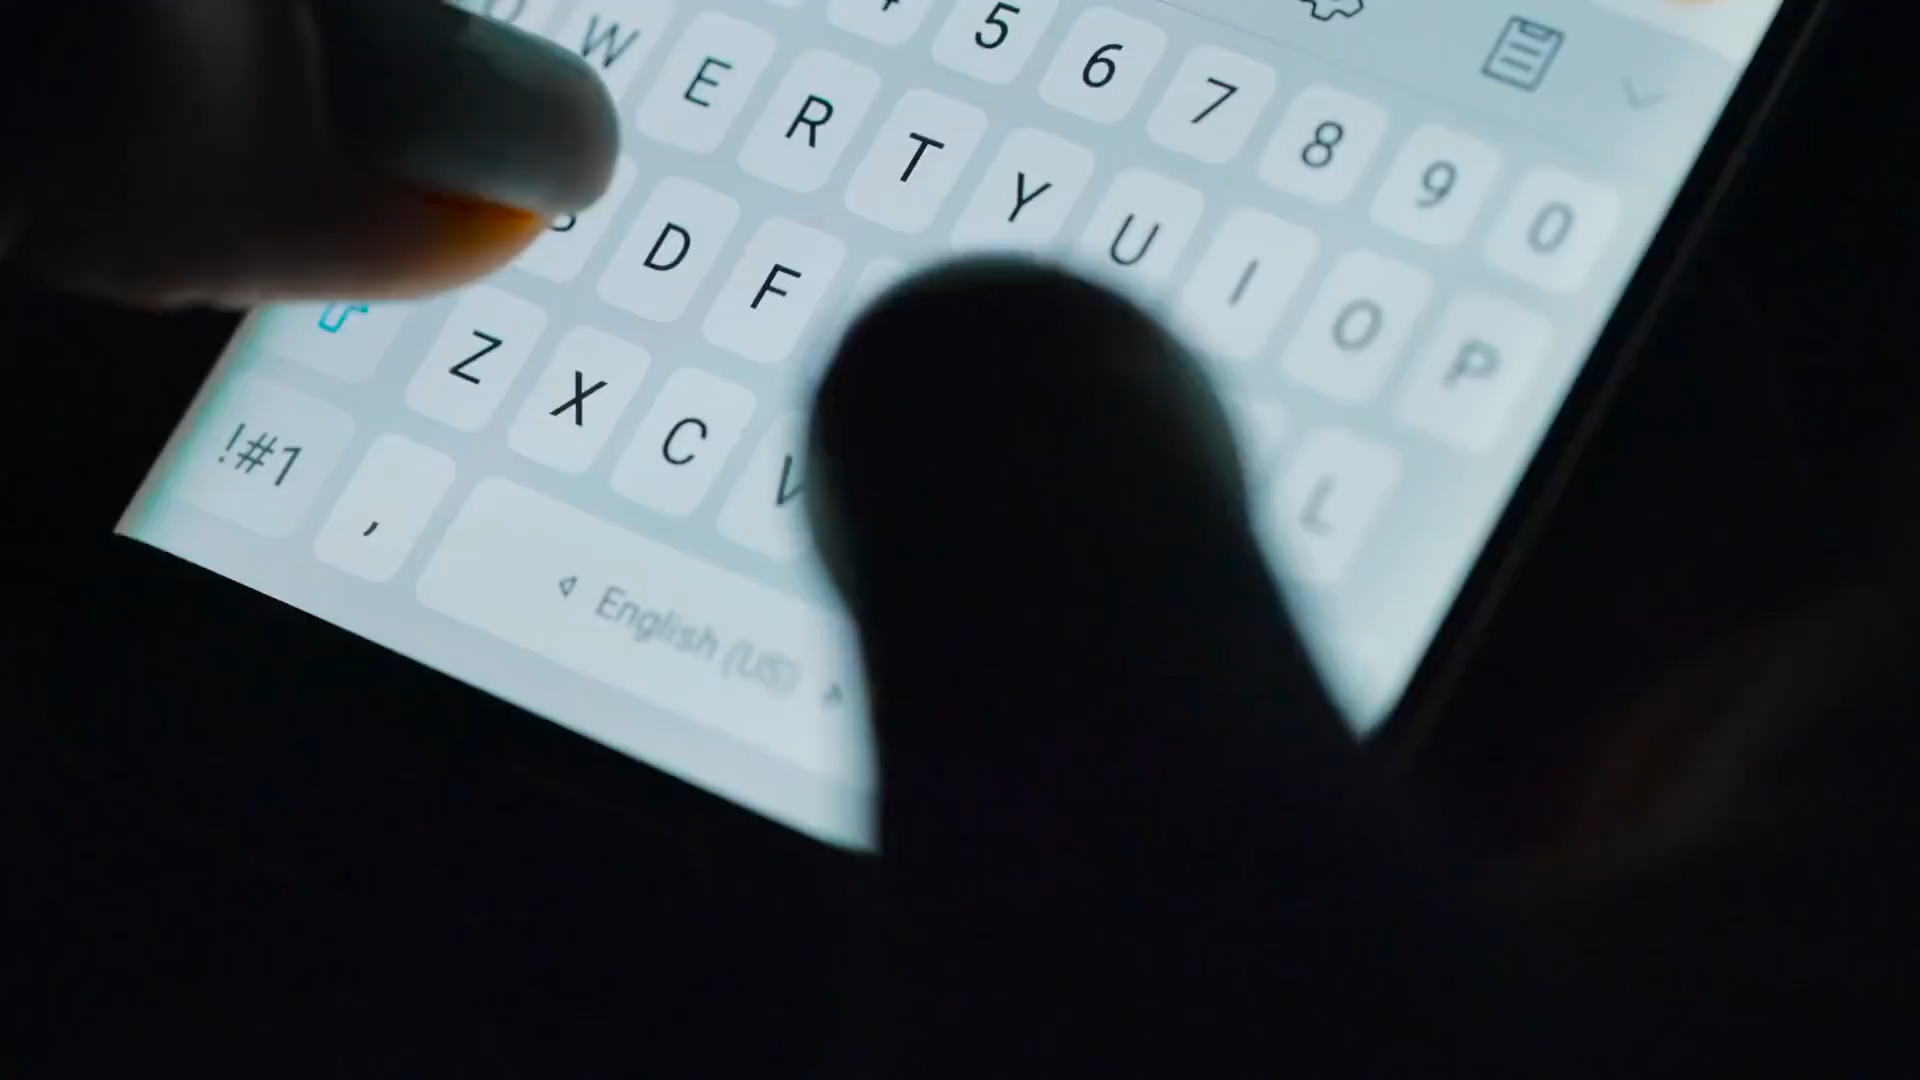 5 6 7 8 9 0
W E R T Y U I O P
S D F L
Z X C V
!#1 , English (US)